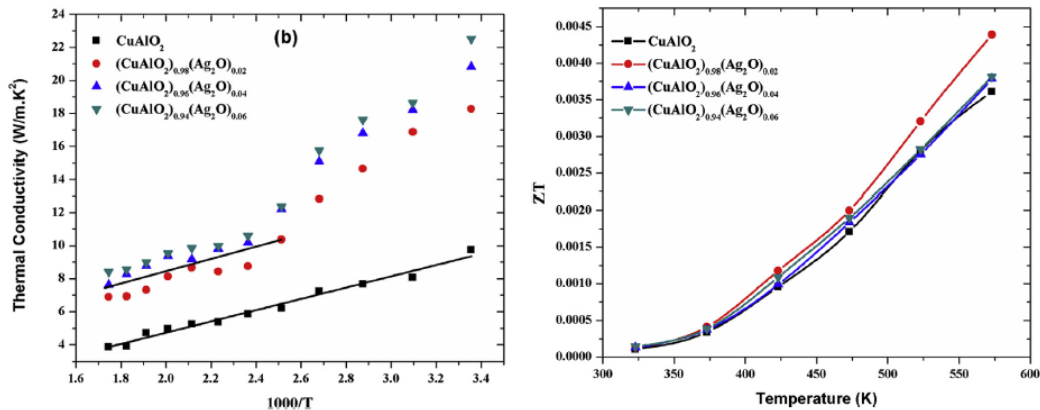 (b)
CuAlO₂
(CuAlO₂)₀.₉₈(Ag₂O)₀.₀₂
(CuAlO₂)₀.₉₆(Ag₂O)₀.₀₄
(CuAlO₂)₀.₉₄(Ag₂O)₀.₀₆
Thermal Conductivity (W/m.K²)
24
22
20
18
16
14
12
10
8
6
4
1.6 1.8 2.0 2.2 2.4 2.6 2.8 3.0 3.2 3.4 3.6
1000/T
CuAlO₂
(CuAlO₂)₀.₉₈(Ag₂O)₀.₀₂
(CuAlO₂)₀.₉₆(Ag₂O)₀.₀₄
(CuAlO₂)₀.₉₄(Ag₂O)₀.₀₆
ZT
0.0045
0.0040
0.0035
0.0030
0.0025
0.0020
0.0015
0.0010
0.0005
0.0000
300 350 400 450 500 550 600
Temperature (K)